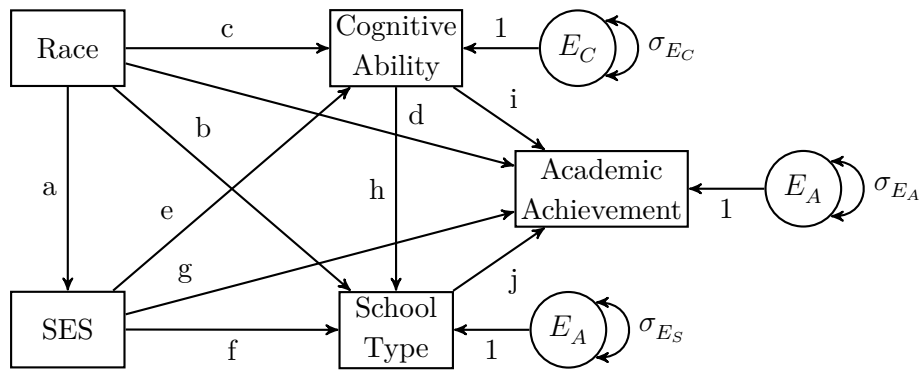 Race
c
Cognitive
Ability
1
E_C
σ_{E_C}
a
b
d
i
h
Academic
Achievement
1
E_A
σ_{E_A}
e
g
j
SES
f
School
Type
1
E_A
σ_{E_S}